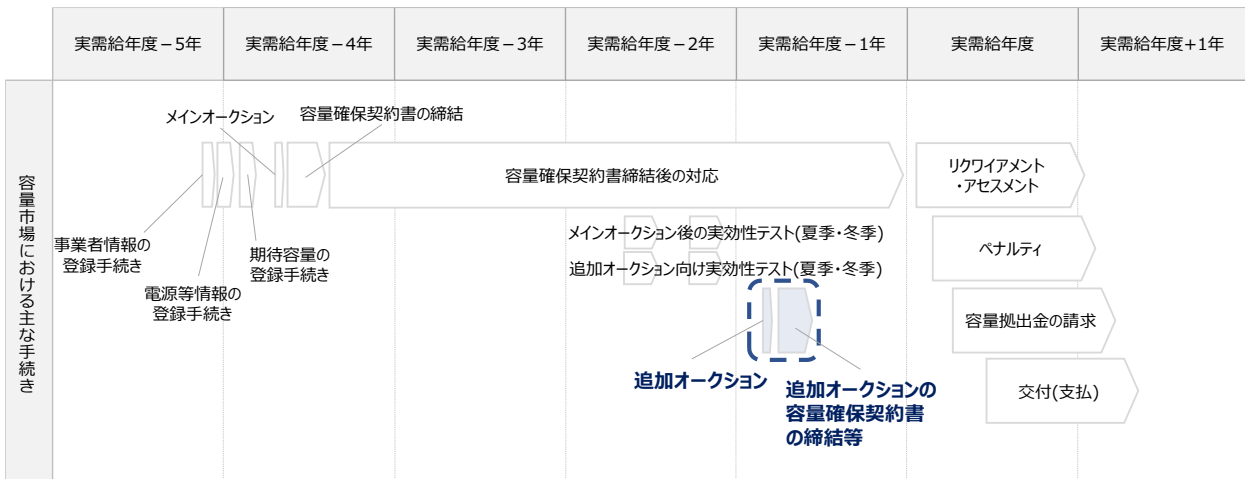 実需給年度－5年
実需給年度－4年
実需給年度－3年
実需給年度－2年
実需給年度－1年
実需給年度
実需給年度+1年
容量市場における主な手続き
メインオークション
容量確保契約書の締結
容量確保契約書締結後の対応
リクワイアメント
・アセスメント
事業者情報の
登録手続き
期待容量の
登録手続き
電源等情報の
登録手続き
メインオークション後の実効性テスト(夏季・冬季)
追加オークション向け実効性テスト(夏季・冬季)
ペナルティ
容量拠出金の請求
追加オークション
追加オークションの
容量確保契約書
の締結等
交付(支払)